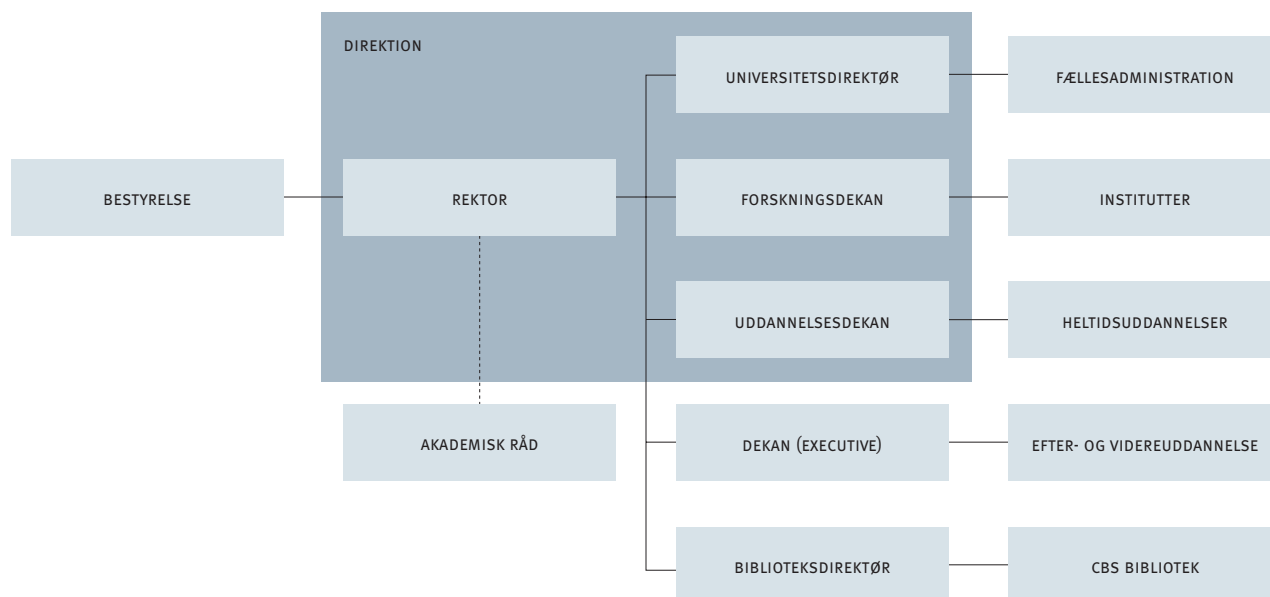 DIREKTION
UNIVERSITETSDIREKTØR
FÆLLESADMINISTRATION
BESTYRELSE
REKTOR
FORSKNINGSDEKAN
INSTITUTTER
UDDANNELSESDEKAN
HELTIDSUDDANNELSER
AKADEMISK RÅD
DEKAN (EXECUTIVE)
EFTER- OG VIDEREUDDANNELSE
BIBLIOTEKSDIREKTØR
CBS BIBLIOTEK